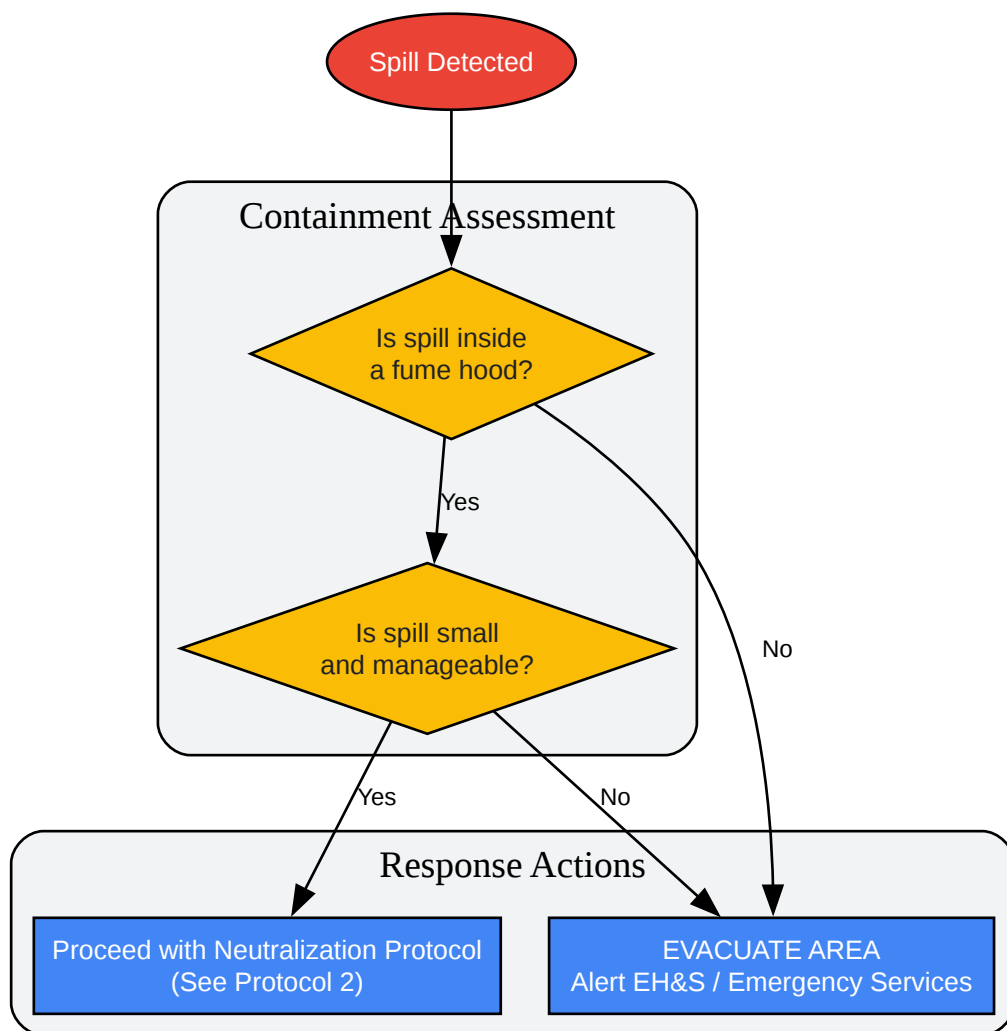 Spill Detected
Containment Assessment
Is spill inside
a fume hood?
Yes
Is spill small
and manageable?
No
Yes
No
Response Actions
Proceed with Neutralization Protocol
(See Protocol 2)
EVACUATE AREA
Alert EH&S / Emergency Services